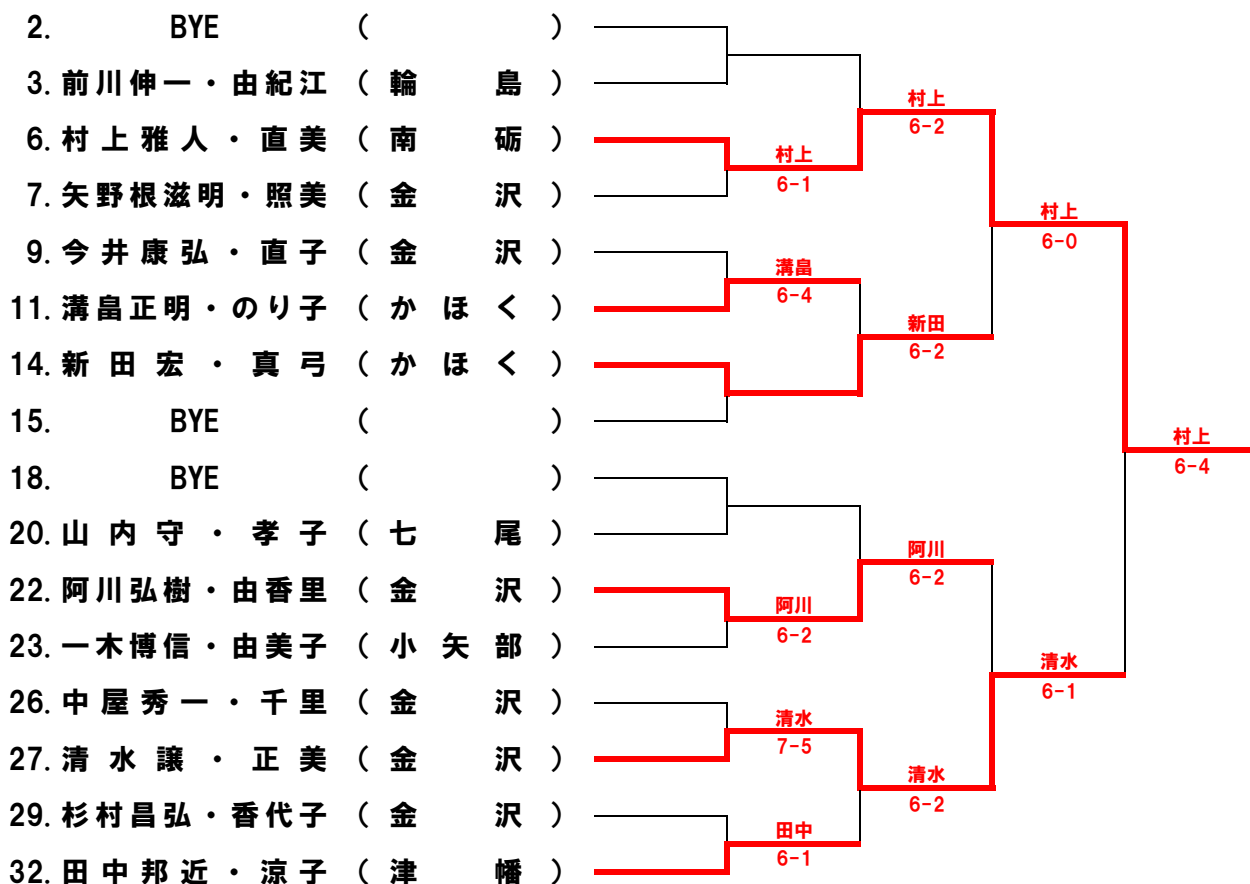 2. BYE ( )
3. 前川伸一・由紀江 ( 輪 島 )
村上
6. 村上雅人・直美 ( 南 砺 )
6-2
村上
6-1
7. 矢野根滋明・照美 ( 金 沢 )
村上
6-0
9. 今井康弘・直子 ( 金 沢 )
溝畠
6-4
11. 溝畠正明・のり子 ( かほく )
新田
6-2
14. 新田宏・真弓 ( かほく )
15. BYE ( )
村上
6-4
18. BYE ( )
20. 山内守・孝子 ( 七 尾 )
阿川
6-2
22. 阿川弘樹・由香里 ( 金 沢 )
阿川
6-2
23. 一木博信・由美子 ( 小矢部 )
清水
6-1
26. 中屋秀一・千里 ( 金 沢 )
清水
7-5
27. 清水譲・正美 ( 金 沢 )
清水
6-2
29. 杉村昌弘・香代子 ( 金 沢 )
田中
6-1
32. 田中邦近・涼子 ( 津 幡 )